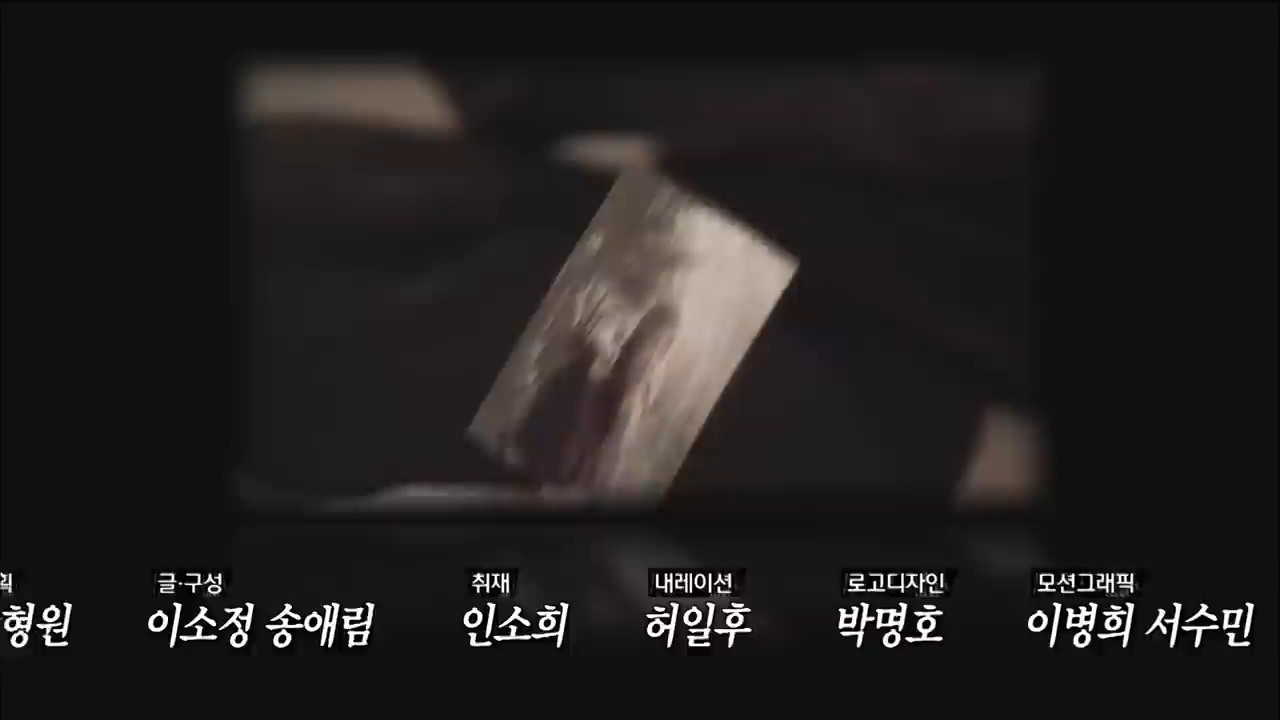 글·구성 취재 내레이션 로고디자인 모션그래픽
형원 이소정 송애림 인소희 허일후 박명호 이병희 서수민